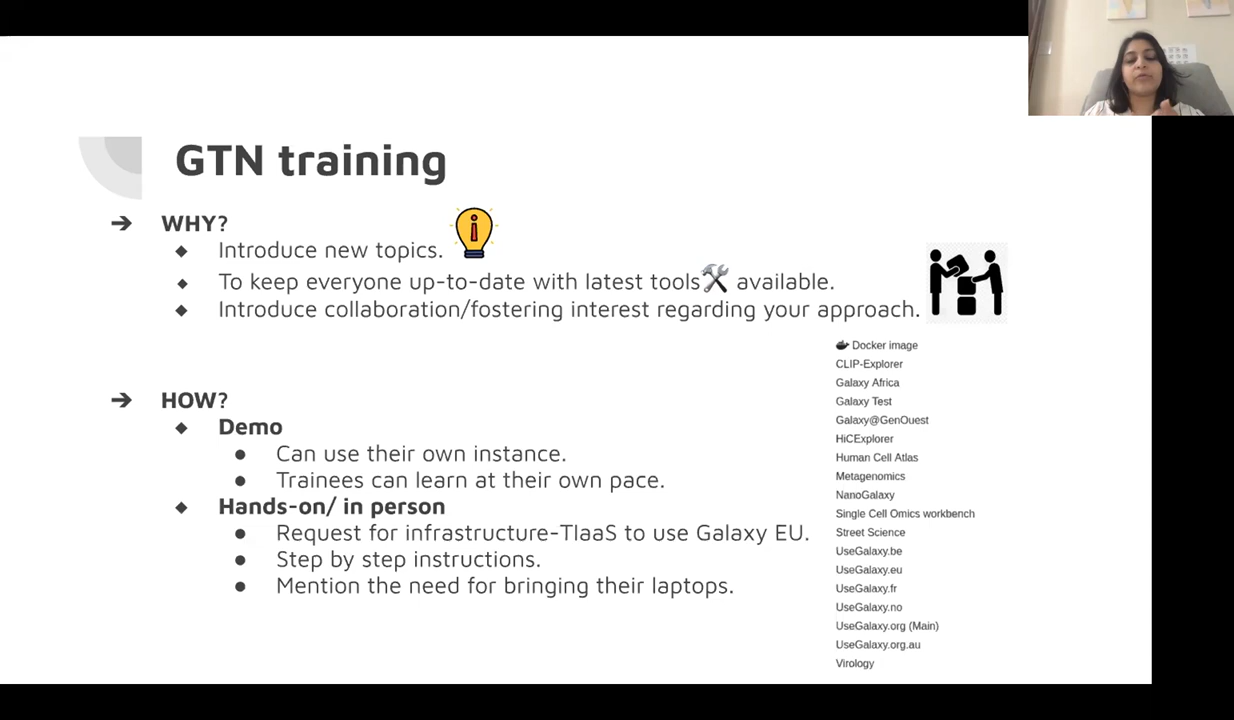 GTN training
WHY?
Introduce new topics.
To keep everyone up-to-date with latest tools available.
Introduce collaboration/fostering interest regarding your approach.
HOW?
Demo
Can use their own instance.
Trainees can learn at their own pace.
Hands-on/ in person
Request for infrastructure-TIaaS to use Galaxy EU.
Step by step instructions.
Mention the need for bringing their laptops.
Docker image
CLIP-Explorer
Galaxy Africa
Galaxy Test
Galaxy@GenOuest
HiCExplorer
Human Cell Atlas
Metagenomics
NanoGalaxy
Single Cell Omics workbench
Street Science
UseGalaxy.be
UseGalaxy.eu
UseGalaxy.fr
UseGalaxy.no
UseGalaxy.org (Main)
UseGalaxy.org.au
Virology